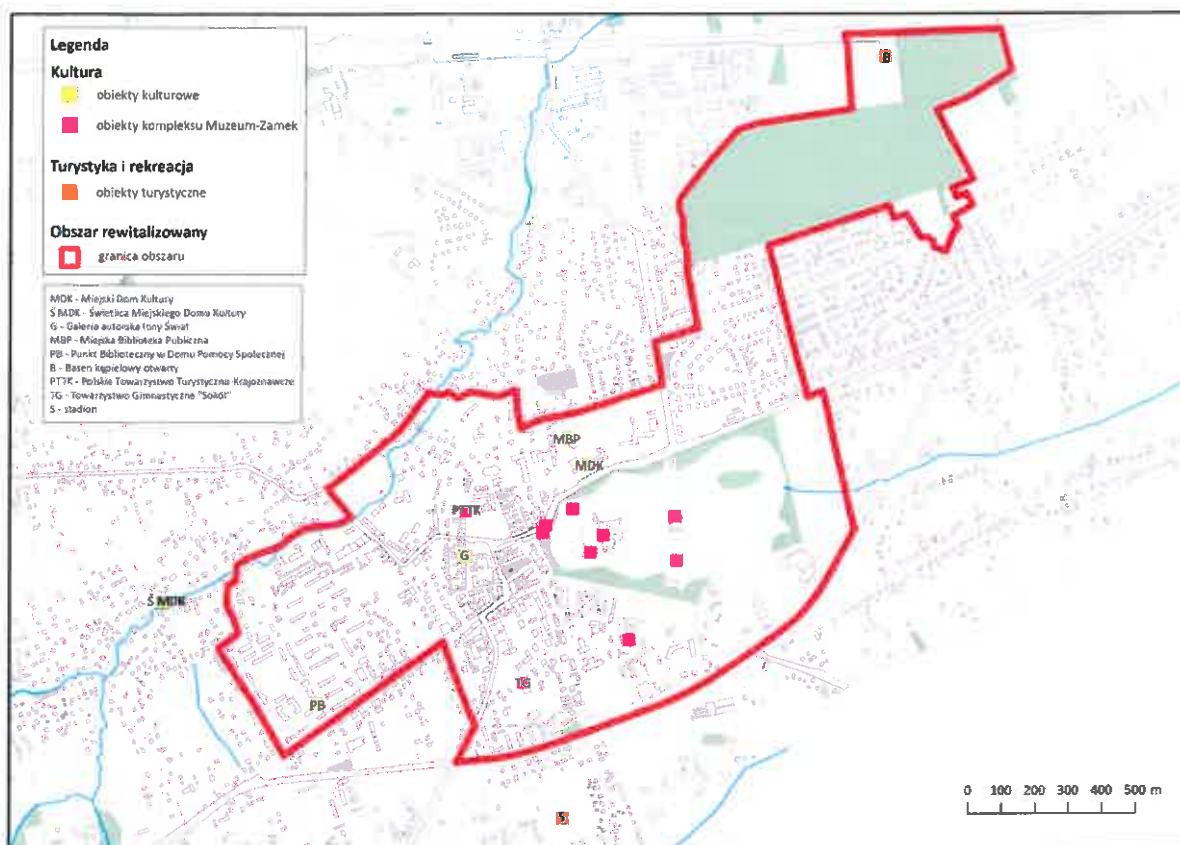 Legenda
Kultura
obiekty kulturowe
obiekty kompleksu Muzeum-Zamek
Turystyka i rekreacja
obiekty turystyczne
Obszar rewitalizowany
granica obszaru
MDK - Miejski Dom Kultury
Ś MDK - Świetlica Miejskiego Domu Kultury
G - Galeria autorska Inny Świat
MBP - Miejska Biblioteka Publiczna
PB - Punkt Biblioteczny w Domu Pomocy Społecznej
B - Basen kąpielowy otwarty
PTTK - Polskie Towarzystwo Turystyczno-Krajoznawcze
TG - Towarzystwo Gimnastyczne "Sokół"
S - stadion
B
MBP
MDK
PTTK
G
Ś MDK
TG
PB
S
0 100 200 300 400 500 m